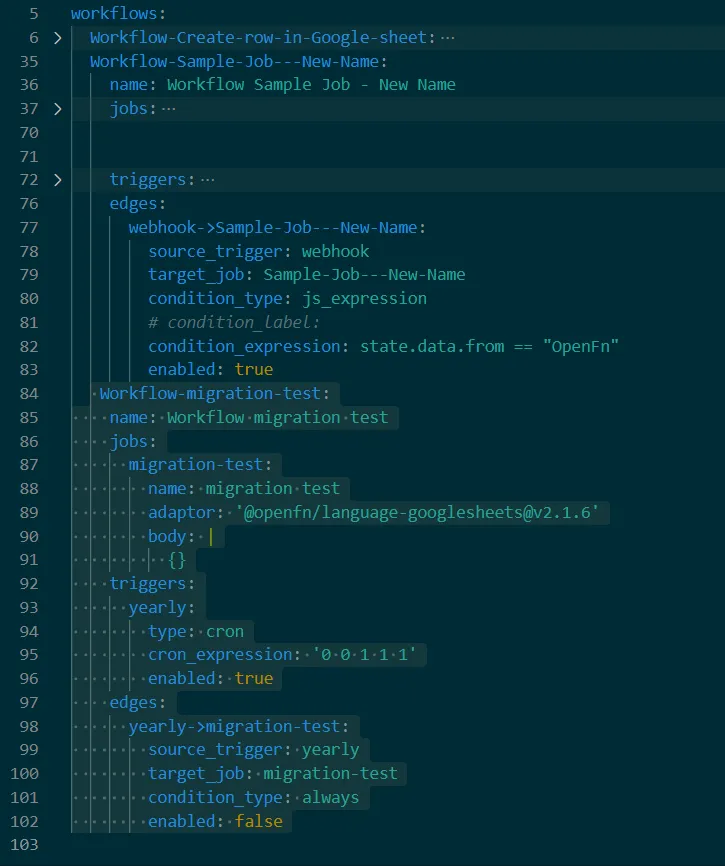 5 workflows:
6 > Workflow-Create-row-in-Google-sheet: ···
35 Workflow-Sample-Job---New-Name:
36 name: Workflow Sample Job - New Name
37 > jobs: ···
70
71
72 > triggers: ···
76 edges:
77 webhook->Sample-Job---New-Name:
78 source_trigger: webhook
79 target_job: Sample-Job---New-Name
80 condition_type: js_expression
81 # condition_label:
82 condition_expression: state.data.from == "OpenFn"
83 enabled: true
84 Workflow-migration-test:
85 name: Workflow migration test
86 jobs:
87 migration-test:
88 name: migration test
89 adaptor: '@openfn/language-googlesheets@v2.1.6'
90 body: |
91 {}
92 triggers:
93 yearly:
94 type: cron
95 cron_expression: '0 0 1 1 1'
96 enabled: true
97 edges:
98 yearly->migration-test:
99 source_trigger: yearly
100 target_job: migration-test
101 condition_type: always
102 enabled: false
103